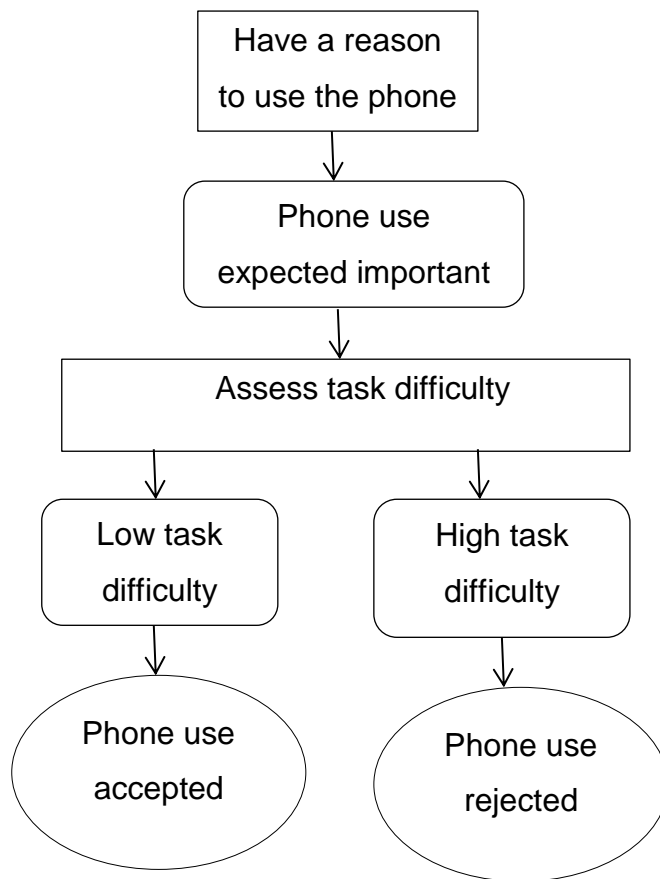 Have a reason
to use the phone
Phone use
expected important
Assess task difficulty
Low task
difficulty
High task
difficulty
Phone use
accepted
Phone use
rejected